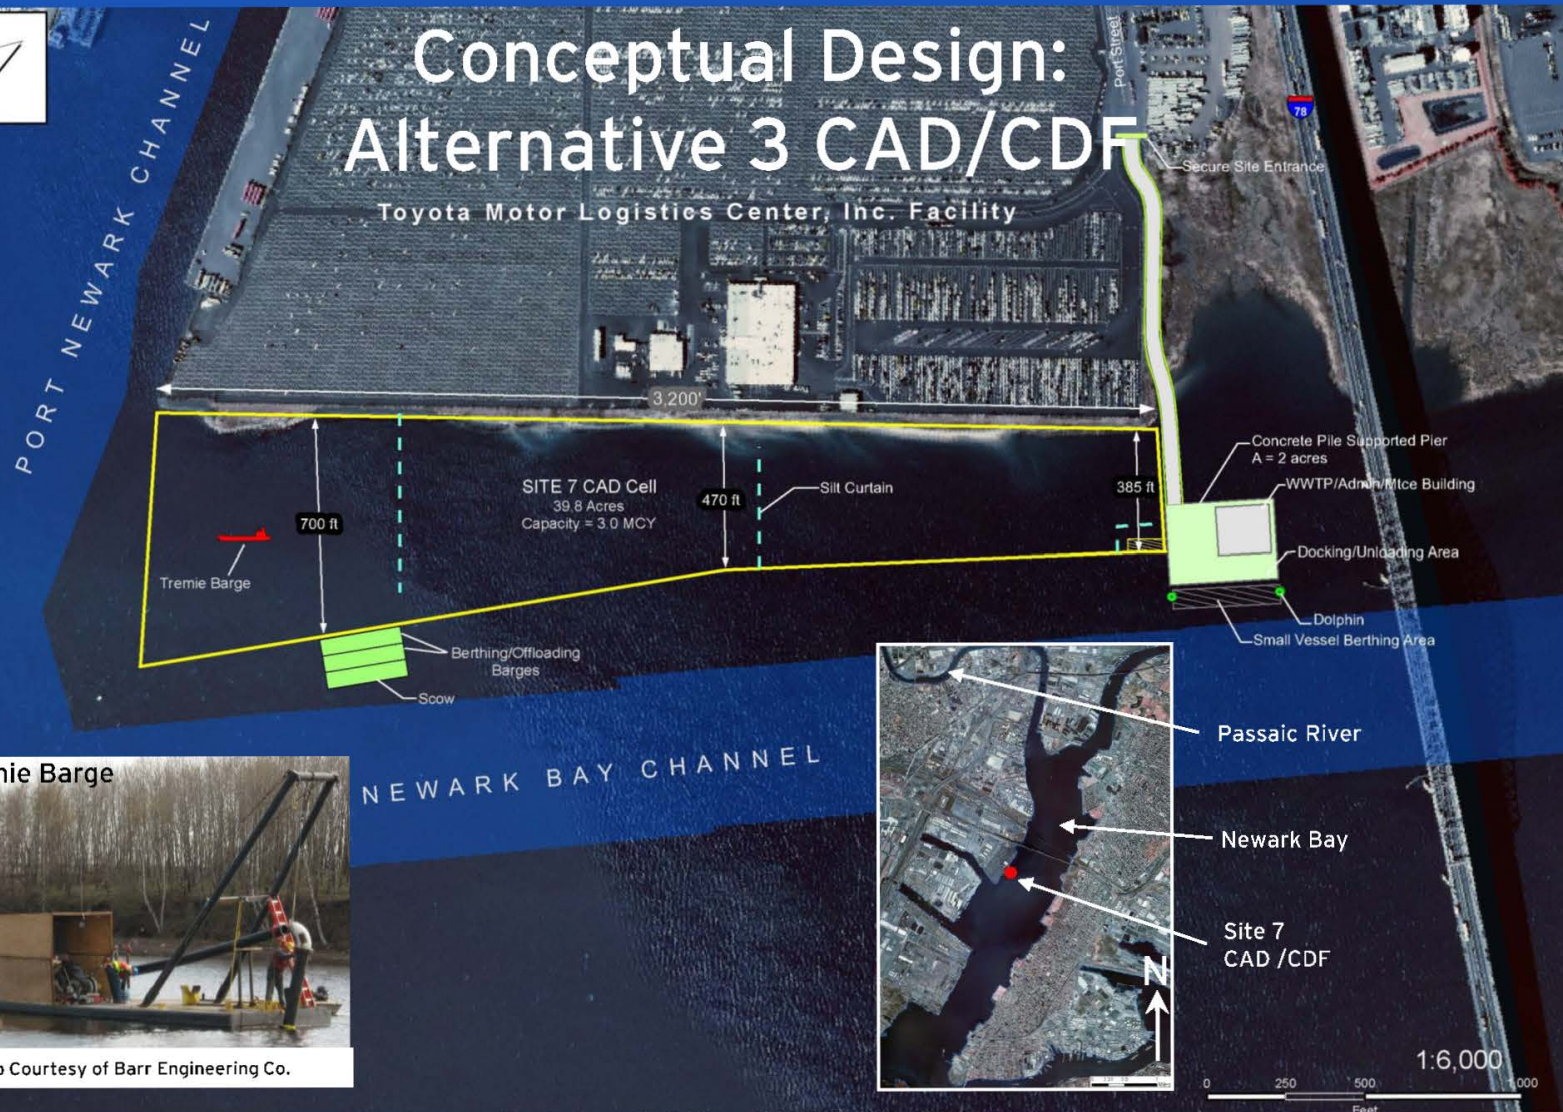 Conceptual Design:
Alternative 3 CAD/CDF
Toyota Motor Logistics Center, Inc. Facility
PORT NEWARK CHANNEL
Port Street
78
Secure Site Entrance
3,200'
SITE 7 CAD Cell
39.8 Acres
Capacity = 3.0 MCY
700 ft
470 ft
385 ft
Silt Curtain
Tremie Barge
Concrete Pile Supported Pier
A = 2 acres
WWTP/Admin/Mtce Building
Docking/Unloading Area
Dolphin
Small Vessel Berthing Area
Berthing/Offloading
Barges
Scow
NEWARK BAY CHANNEL
Passaic River
Newark Bay
Site 7
CAD /CDF
N
Barge
Courtesy of Barr Engineering Co.
1:6,000
0 250 500 1,000
Feet